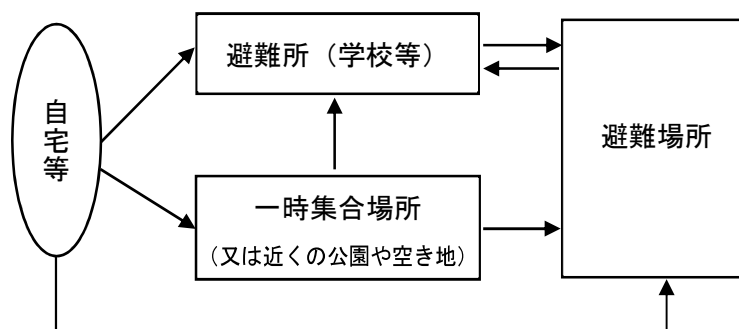 自宅等
避難所（学校等）
一時集合場所
（又は近くの公園や空き地）
避難場所